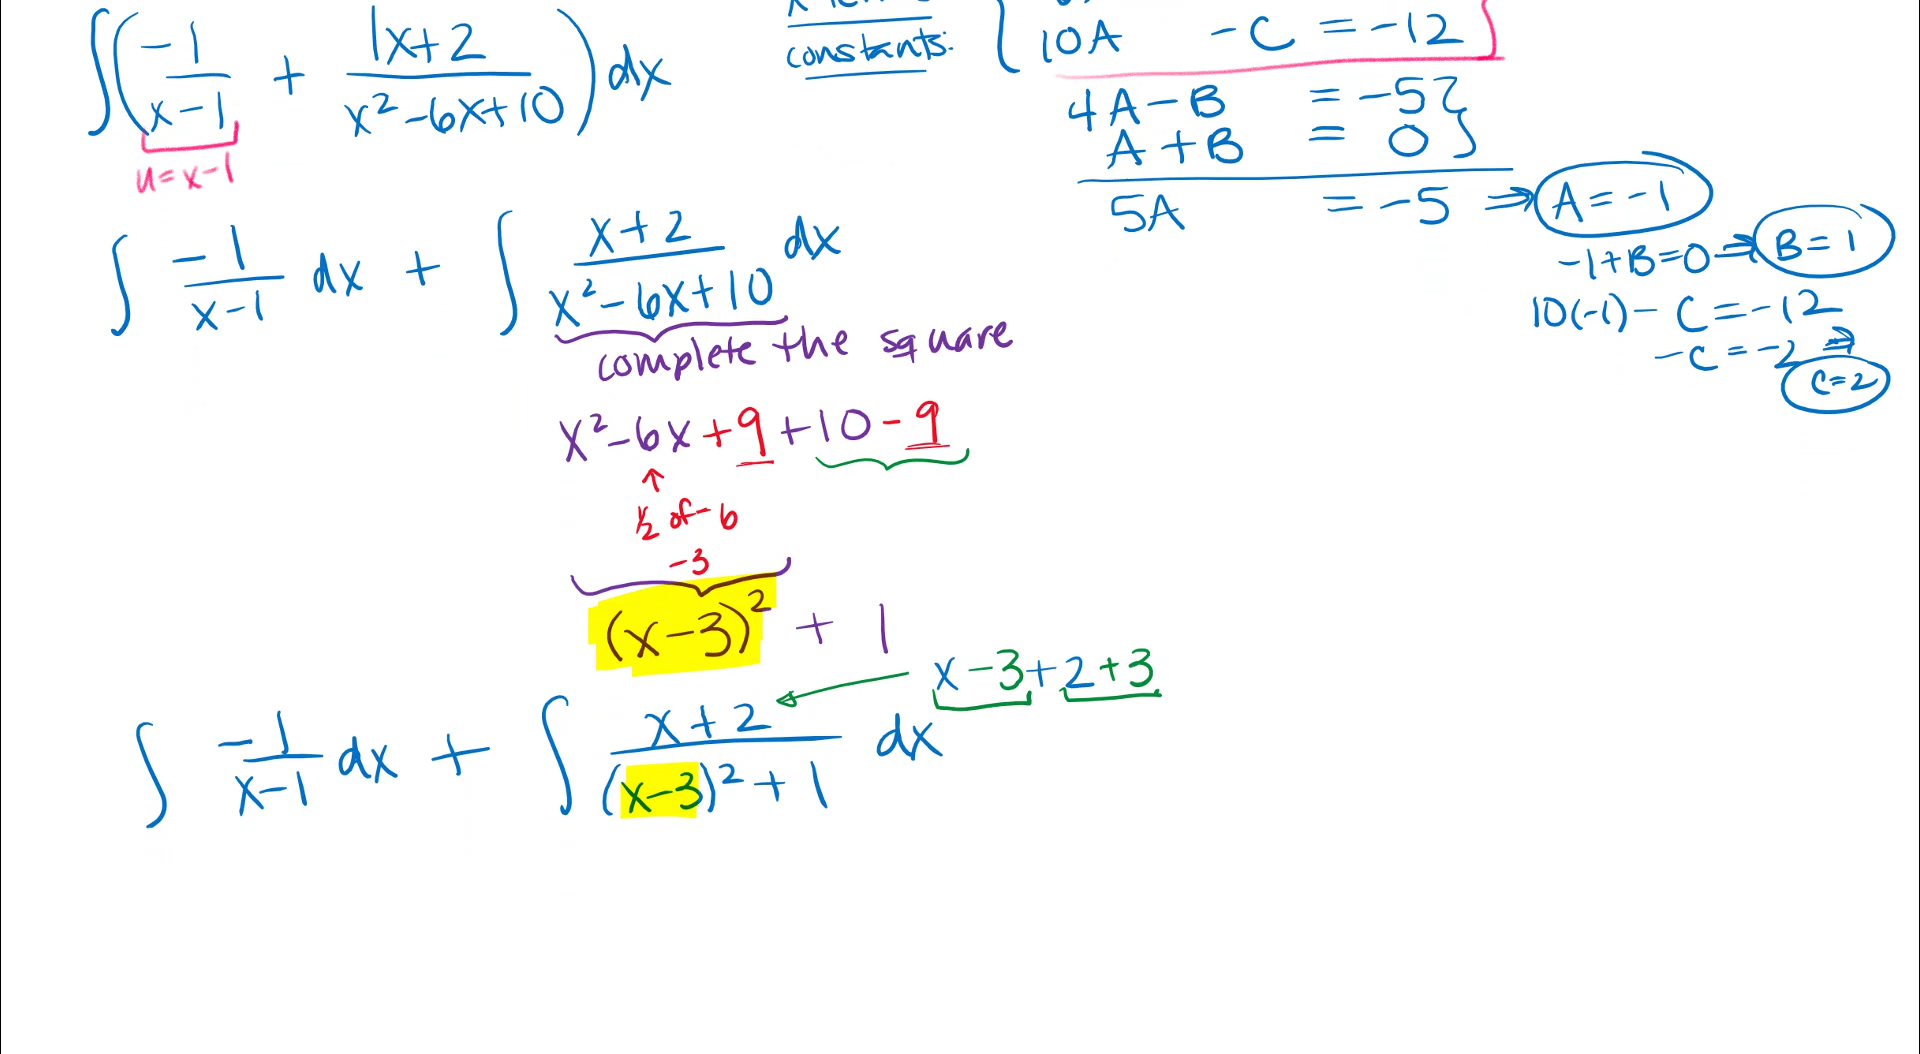 ∫(-1/(x-1) + (1x+2)/(x²-6x+10))dx
u=x-1
constants:
10A -C = -12
4A-B = -5
A+B = 0
5A = -5 ⇒ A=-1
-1+B=0 → B=1
10(-1)- C=-12
-C=-2 ⇒
C=2
∫ -1/(x-1) dx + ∫ (x+2)/(x²-6x+10) dx
complete the square
x²-6x+9+10-9
↑
½ of -6
-3
(x-3)² + 1
x-3+2+3
∫ -1/(x-1) dx + ∫ (x+2)/((x-3)²+1) dx